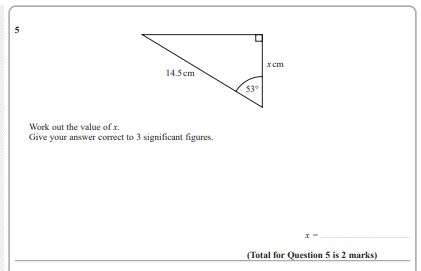 5
14.5 cm
x cm
53°
Work out the value of x.
Give your answer correct to 3 significant figures.
x =
(Total for Question 5 is 2 marks)